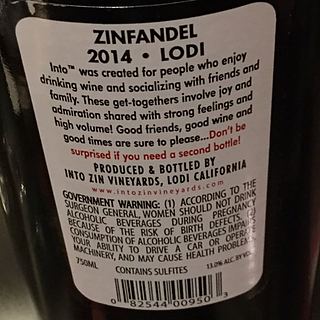 ZINFANDEL
2014 • LODI
Into™ was created for people who enjoy
drinking wine and socializing with friends and
family. These get-togethers involve joy and
admiration shared with strong feelings and
high volume! Good friends, good wine and
good times are sure to please...Don't be
surprised if you need a second bottle!
PRODUCED & BOTTLED BY
INTO ZIN VINEYARDS, LODI CALIFORNIA
www.intozinvineyards.com
GOVERNMENT WARNING: (1) ACCORDING TO THE
SURGEON GENERAL, WOMEN SHOULD NOT DRINK
ALCOHOLIC BEVERAGES DURING PREGNANCY
BECAUSE OF THE RISK OF BIRTH DEFECTS. (2)
CONSUMPTION OF ALCOHOLIC BEVERAGES IMPAIRS
YOUR ABILITY TO DRIVE A CAR OR OPERATE
MACHINERY, AND MAY CAUSE HEALTH PROBLEMS.
750ML
CONTAINS SULFITES
13.0% ALC. BY VOL.
0 82544 00950 3